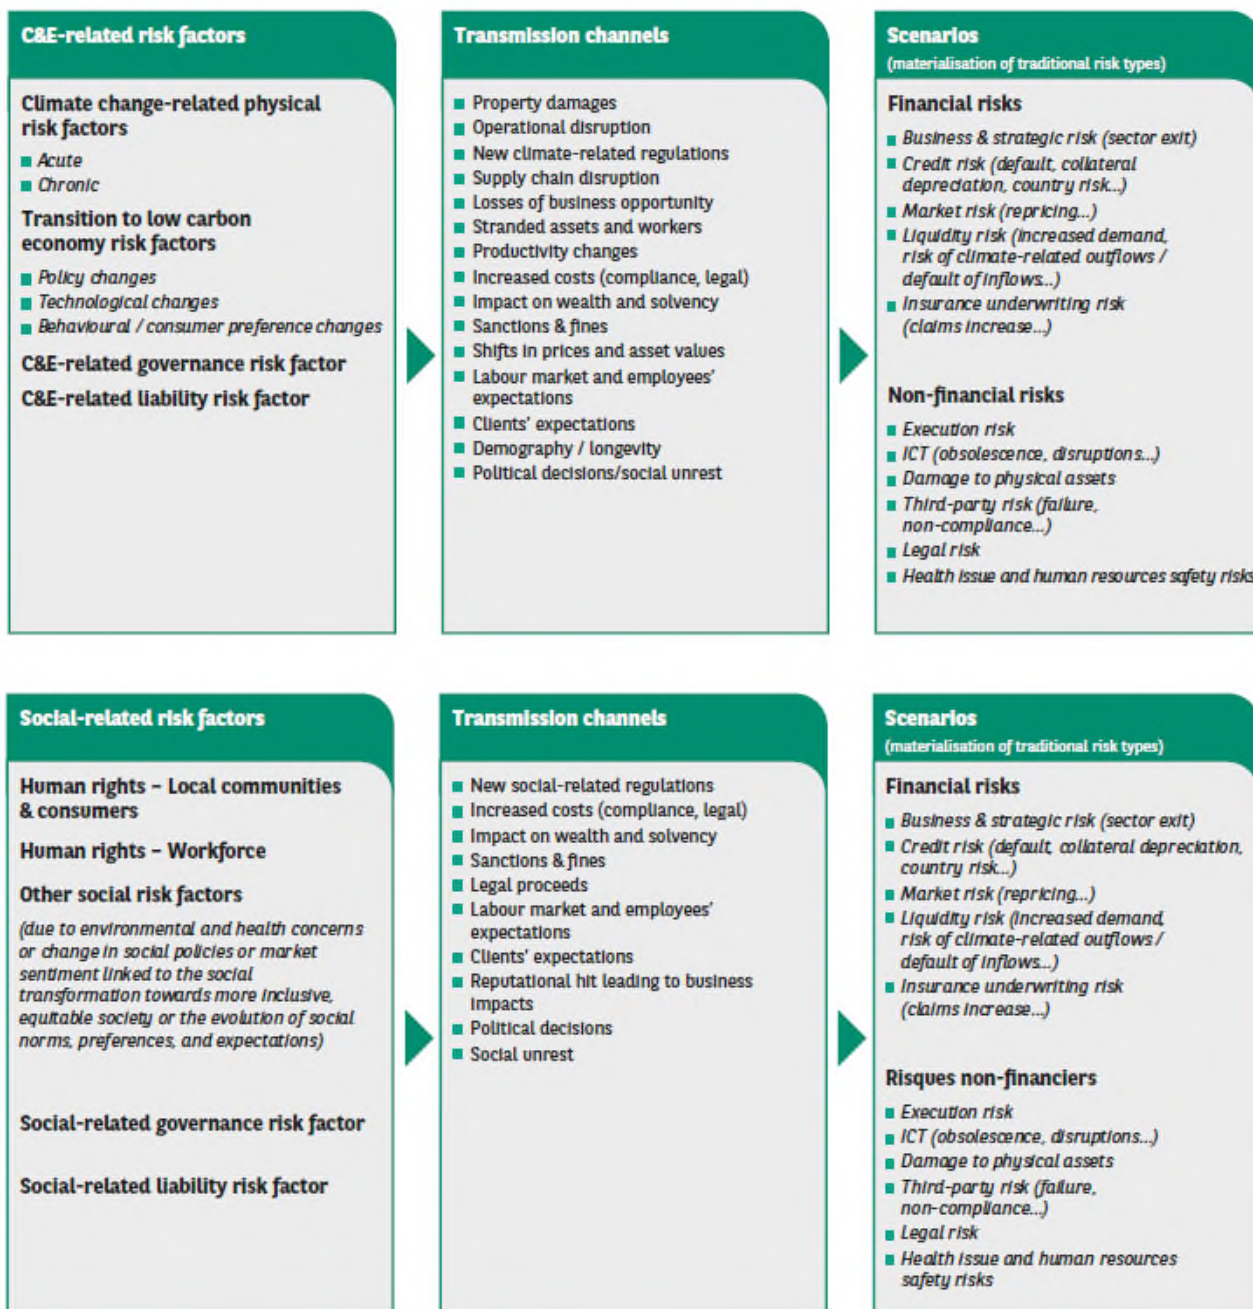 C&E-related risk factors
Climate change-related physical
risk factors
Acute
Chronic
Transition to low carbon
economy risk factors
Policy changes
Technological changes
Behavioural / consumer preference changes
C&E-related governance risk factor
C&E-related liability risk factor
Transmission channels
Property damages
Operational disruption
New climate-related regulations
Supply chain disruption
Losses of business opportunity
Stranded assets and workers
Productivity changes
Increased costs (compliance, legal)
Impact on wealth and solvency
Sanctions & fines
Shifts in prices and asset values
Labour market and employees'
expectations
Clients' expectations
Demography / longevity
Political decisions/social unrest
Scenarios
(materialisation of traditional risk types)
Financial risks
Business & strategic risk (sector exit)
Credit risk (default, collateral
depreciation, country risk...)
Market risk (repricing...)
Liquidity risk (increased demand,
risk of climate-related outflows /
default of inflows...)
Insurance underwriting risk
(claims increase...)
Non-financial risks
Execution risk
ICT (obsolescence, disruptions...)
Damage to physical assets
Third-party risk (failure,
non-compliance...)
Legal risk
Health issue and human resources safety risks
Social-related risk factors
Human rights – Local communities
& consumers
Human rights – Workforce
Other social risk factors
(due to environmental and health concerns
or change in social policies or market
sentiment linked to the social
transformation towards more inclusive,
equitable society or the evolution of social
norms, preferences, and expectations)
Social-related governance risk factor
Social-related liability risk factor
Transmission channels
New social-related regulations
Increased costs (compliance, legal)
Impact on wealth and solvency
Sanctions & fines
Legal proceeds
Labour market and employees'
expectations
Clients' expectations
Reputational hit leading to business
impacts
Political decisions
Social unrest
Scenarios
(materialisation of traditional risk types)
Financial risks
Business & strategic risk (sector exit)
Credit risk (default, collateral depreciation,
country risk...)
Market risk (repricing...)
Liquidity risk (increased demand,
risk of climate-related outflows /
default of inflows...)
Insurance underwriting risk
(claims increase...)
Risques non-financiers
Execution risk
ICT (obsolescence, disruptions...)
Damage to physical assets
Third-party risk (failure,
non-compliance...)
Legal risk
Health issue and human resources
safety risks